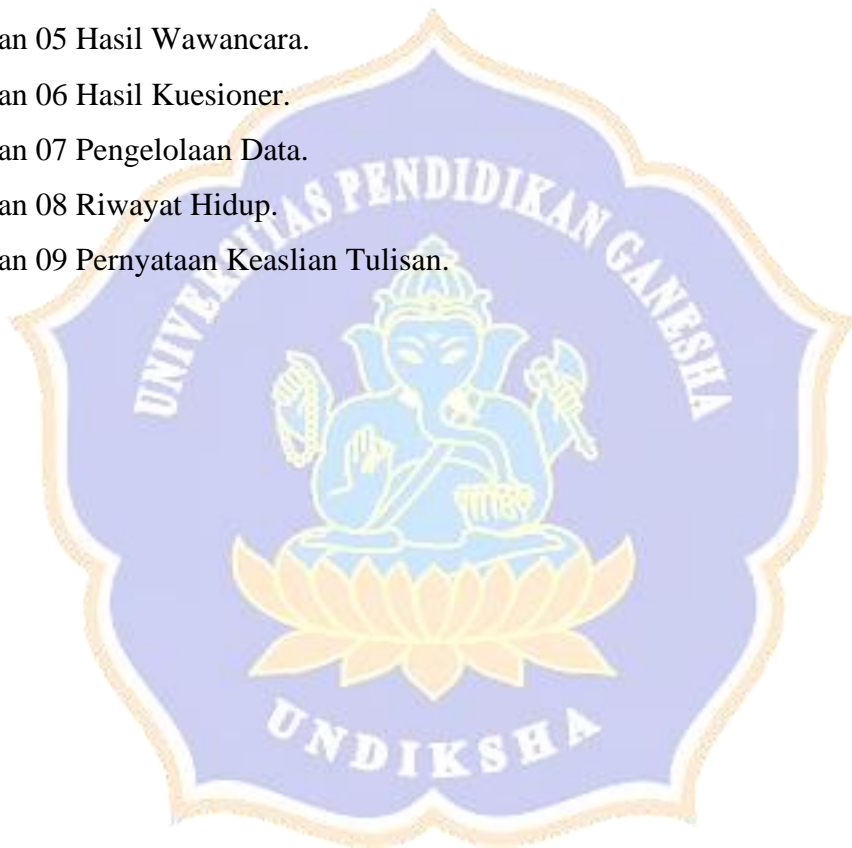 an 05 Hasil Wawancara.
an 06 Hasil Kuesioner.
an 07 Pengelolaan Data.
an 08 Riwayat Hidup.
an 09 Pernyataan Keaslian Tulisan.
UNIVERSITAS PENDIDIKAN GANESHA
UNDIKSHA